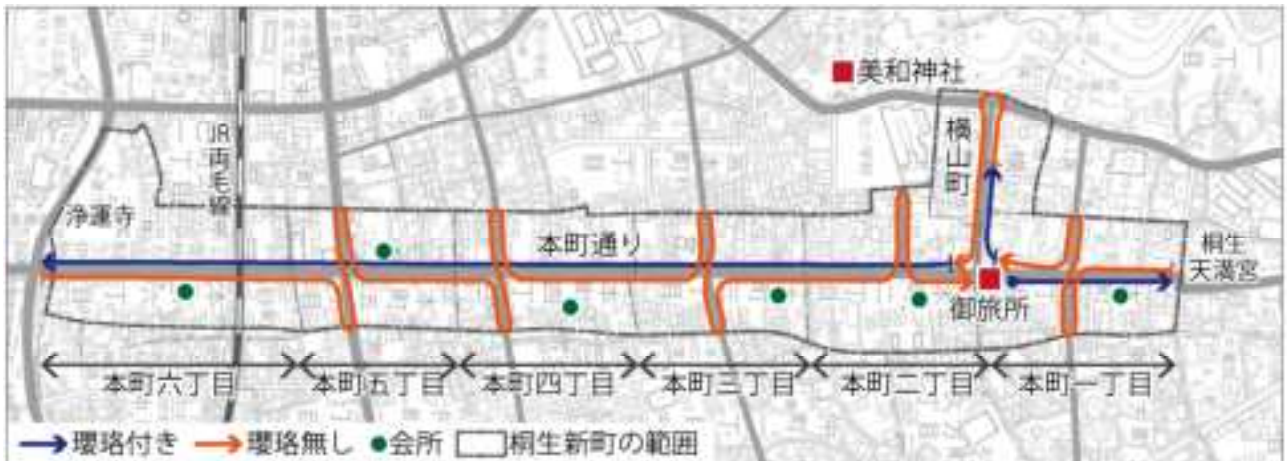 美和神社
横山町
JR両毛線
浄運寺
本町通り
桐生
天満宮
御旅所
本町六丁目
本町五丁目
本町四丁目
本町三丁目
本町二丁目
本町一丁目
瓔珞付き
瓔珞無し
会所
桐生新町の範囲